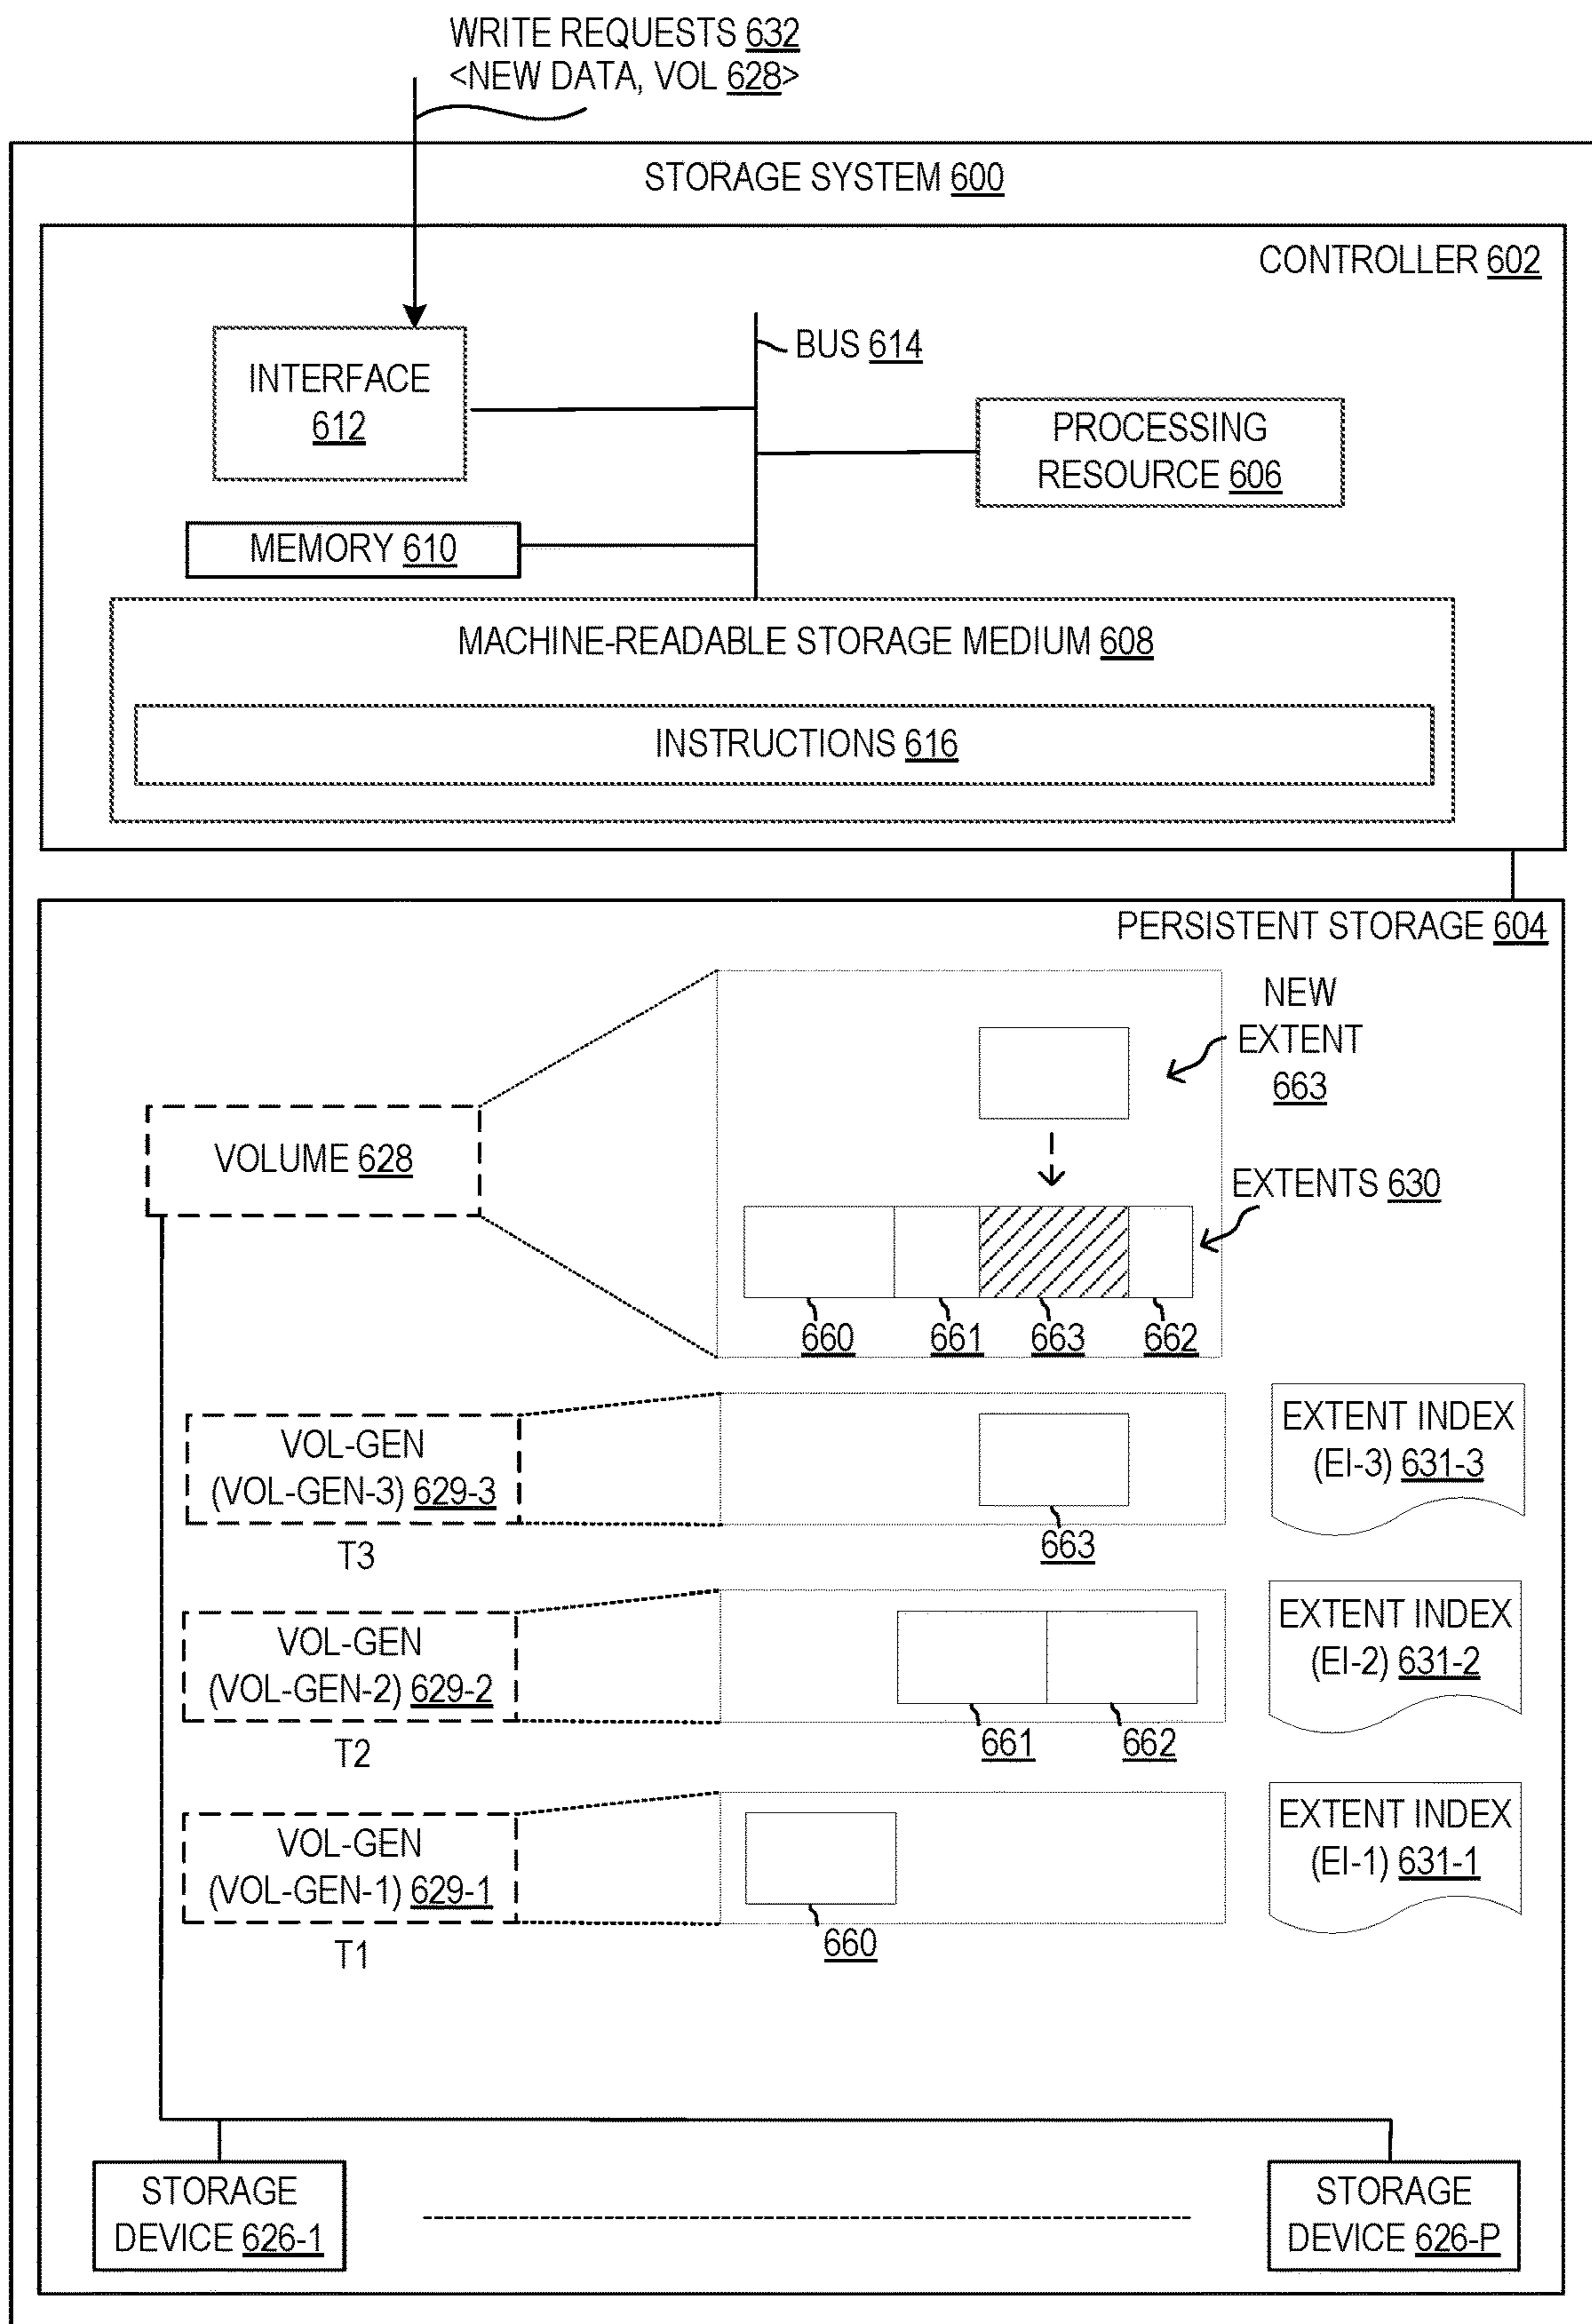 WRITE REQUESTS 632
<NEW DATA, VOL 628>
STORAGE SYSTEM 600
CONTROLLER 602
BUS 614
INTERFACE
612
PROCESSING
RESOURCE 606
MEMORY 610
MACHINE-READABLE STORAGE MEDIUM 608
INSTRUCTIONS 616
PERSISTENT STORAGE 604
NEW
EXTENT
663
VOLUME 628
EXTENTS 630
660
661
663
662
VOL-GEN
(VOL-GEN-3) 629-3
T3
663
EXTENT INDEX
(EI-3) 631-3
VOL-GEN
(VOL-GEN-2) 629-2
T2
661
662
EXTENT INDEX
(EI-2) 631-2
VOL-GEN
(VOL-GEN-1) 629-1
T1
660
EXTENT INDEX
(EI-1) 631-1
STORAGE
DEVICE 626-1
STORAGE
DEVICE 626-P